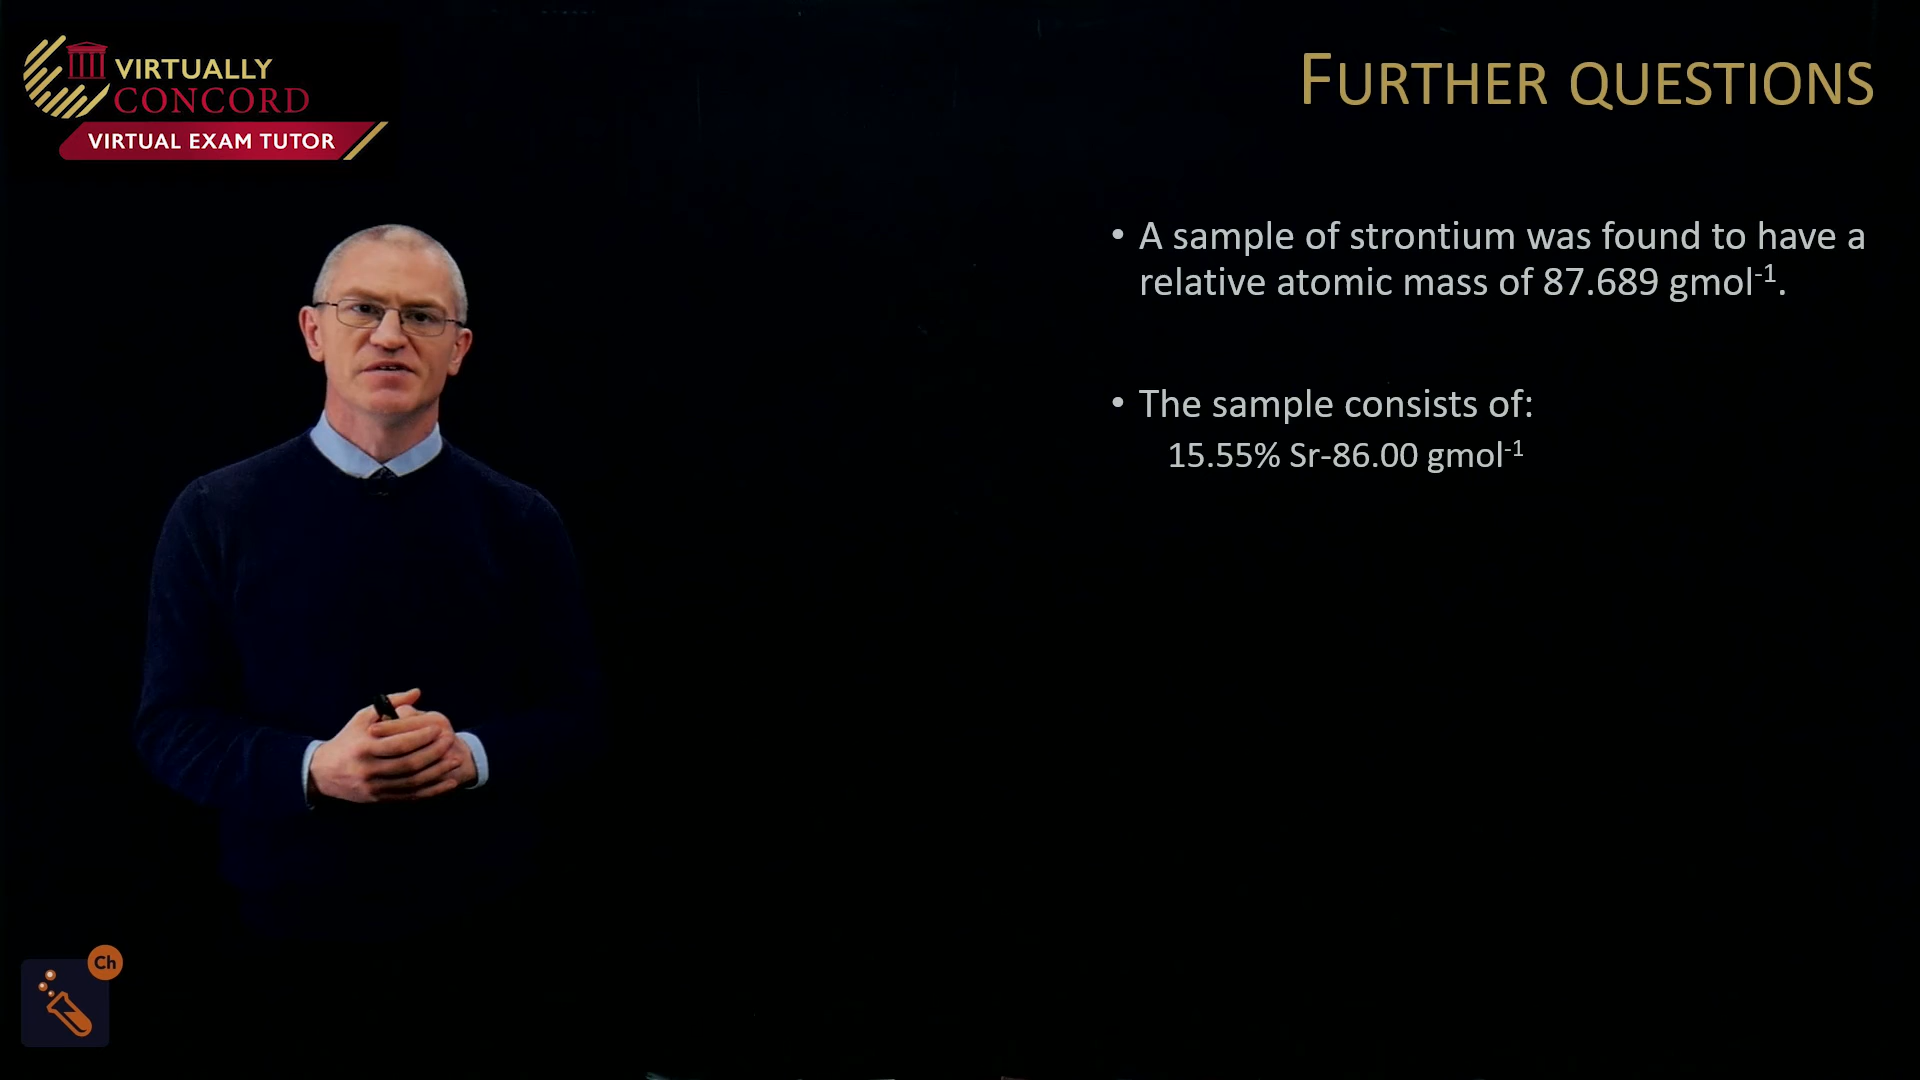 VIRTUALLY
CONCORD
VIRTUAL EXAM TUTOR
FURTHER QUESTIONS
• A sample of strontium was found to have a
relative atomic mass of 87.689 gmol⁻¹.
• The sample consists of:
15.55% Sr-86.00 gmol⁻¹
Ch